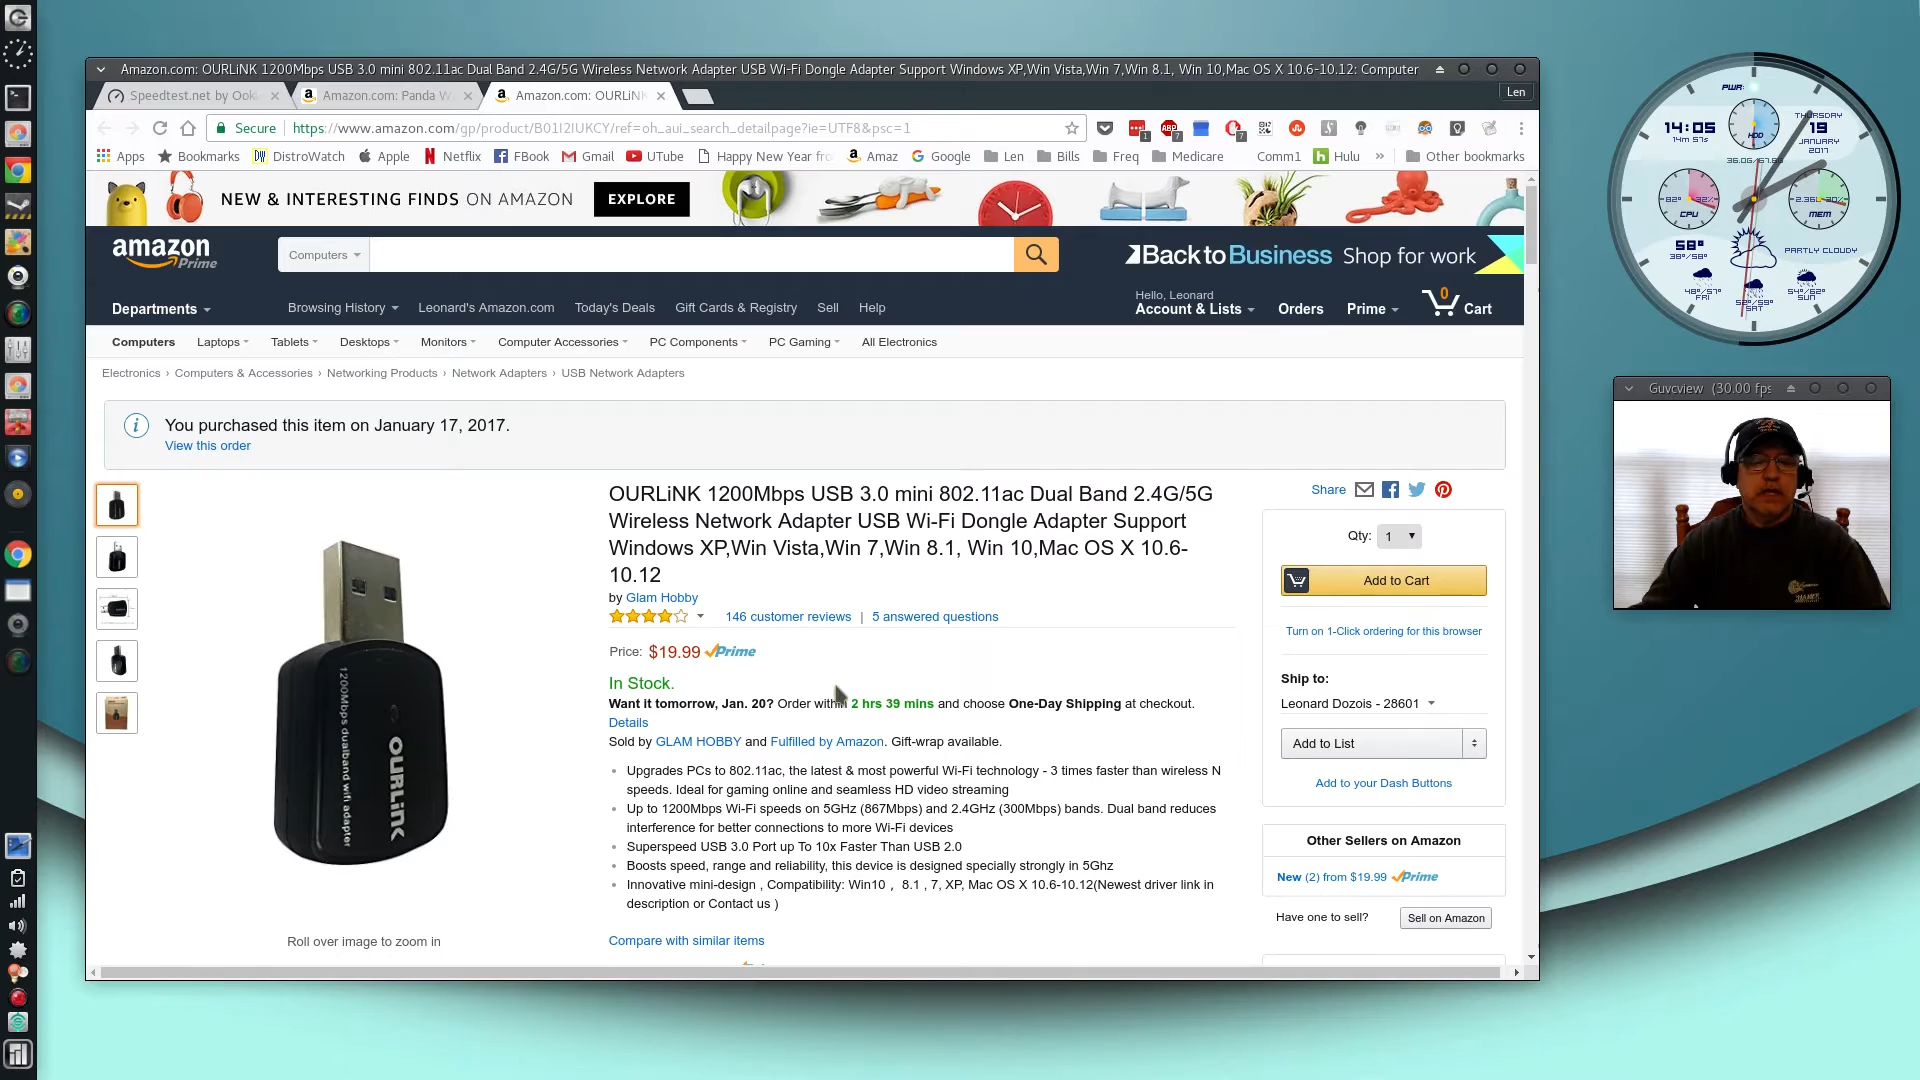 Amazon.com: OURLiNK 1200Mbps USB 3.0 mini 802.11ac Dual Band 2.4G/5G Wireless Network Adapter USB Wi-Fi Dongle Adapter Support Windows XP,Win Vista,Win 7,Win 8.1, Win 10,Mac OS X 10.6-10.12: Computer
Speedtest.net by Ookl
Amazon.com: Panda W
Amazon.com: OURLiNK
Len
Secure https://www.amazon.com/gp/product/B01I2IUKCY/ref=oh_aui_search_detailpage?ie=UTF8&psc=1
Apps Bookmarks DistroWatch Apple Netflix FBook Gmail UTube Happy New Year fro Amaz Google Len Bills Freq Medicare Comm1 Hulu » Other bookmarks
NEW & INTERESTING FINDS ON AMAZON EXPLORE
amazon Prime
Computers
Back to Business Shop for work
Departments
Browsing History Leonard's Amazon.com Today's Deals Gift Cards & Registry Sell Help
Hello, Leonard
Account & Lists Orders Prime 0 Cart
Computers Laptops Tablets Desktops Monitors Computer Accessories PC Components PC Gaming All Electronics
Electronics › Computers & Accessories › Networking Products › Network Adapters › USB Network Adapters
You purchased this item on January 17, 2017.
View this order
OURLiNK 1200Mbps USB 3.0 mini 802.11ac Dual Band 2.4G/5G
Wireless Network Adapter USB Wi-Fi Dongle Adapter Support
Windows XP,Win Vista,Win 7,Win 8.1, Win 10,Mac OS X 10.6-
10.12
by Glam Hobby
146 customer reviews | 5 answered questions
Price: $19.99 Prime
In Stock.
Want it tomorrow, Jan. 20? Order within 2 hrs 39 mins and choose One-Day Shipping at checkout.
Details
Sold by GLAM HOBBY and Fulfilled by Amazon. Gift-wrap available.
• Upgrades PCs to 802.11ac, the latest & most powerful Wi-Fi technology - 3 times faster than wireless N
speeds. Ideal for gaming online and seamless HD video streaming
• Up to 1200Mbps Wi-Fi speeds on 5GHz (867Mbps) and 2.4GHz (300Mbps) bands. Dual band reduces
interference for better connections to more Wi-Fi devices
• Superspeed USB 3.0 Port up To 10x Faster Than USB 2.0
• Boosts speed, range and reliability, this device is designed specially strongly in 5Ghz
• Innovative mini-design , Compatibility: Win10 , 8.1 , 7, XP, Mac OS X 10.6-10.12(Newest driver link in
description or Contact us )
Compare with similar items
1200Mbps dualband wifi adapter
OURLiNK
Roll over image to zoom in
Share
Qty: 1
Add to Cart
Turn on 1-Click ordering for this browser
Ship to:
Leonard Dozois - 28601
Add to List
Add to your Dash Buttons
Other Sellers on Amazon
New (2) from $19.99 Prime
Have one to sell? Sell on Amazon
PWR:
14:05
14m 57s
HDD
THURSDAY
19
JANUARY
2017
CPU
MEM
58°
38°/58°
PARTLY CLOUDY
48°/57°
FRI
52°/59°
SAT
54°/62°
SUN
Guvcview (30.00 fps